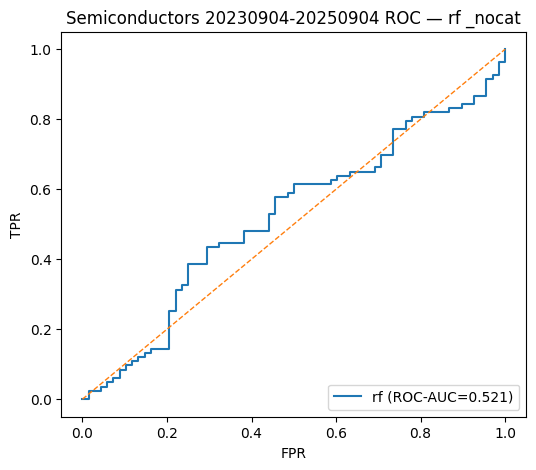 Semiconductors 20230904-20250904 ROC — rf _nocat
1.0
0.8
0.6
0.4
0.2
0.0
TPR
rf (ROC-AUC=0.521)
0.0 0.2 0.4 0.6 0.8 1.0
FPR